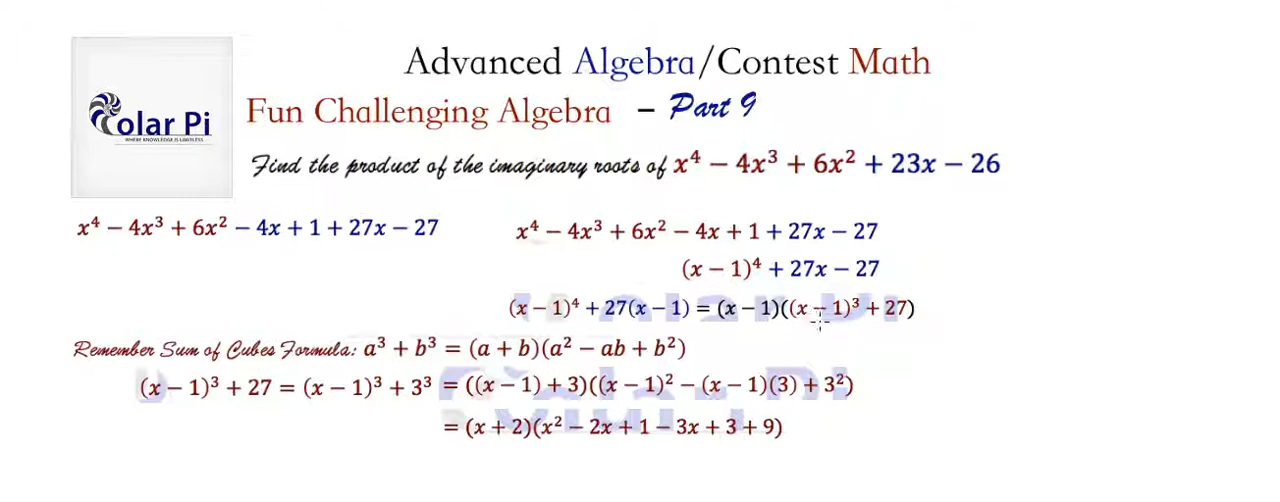 Advanced Algebra/Contest Math
Colar Pi
WHERE KNOWLEDGE IS LIMITLESS
Fun Challenging Algebra – Part 9
Find the product of the imaginary roots of x⁴ − 4x³ + 6x² + 23x − 26
x⁴ − 4x³ + 6x² − 4x + 1 + 27x − 27
x⁴ − 4x³ + 6x² − 4x + 1 + 27x − 27
(x − 1)⁴ + 27x − 27
(x − 1)⁴ + 27(x − 1) = (x − 1)((x − 1)³ + 27)
Remember Sum of Cubes Formula: a³ + b³ = (a + b)(a² − ab + b²)
(x − 1)³ + 27 = (x − 1)³ + 3³ = ((x − 1) + 3)((x − 1)² − (x − 1)(3) + 3²)
= (x + 2)(x² − 2x + 1 − 3x + 3 + 9)